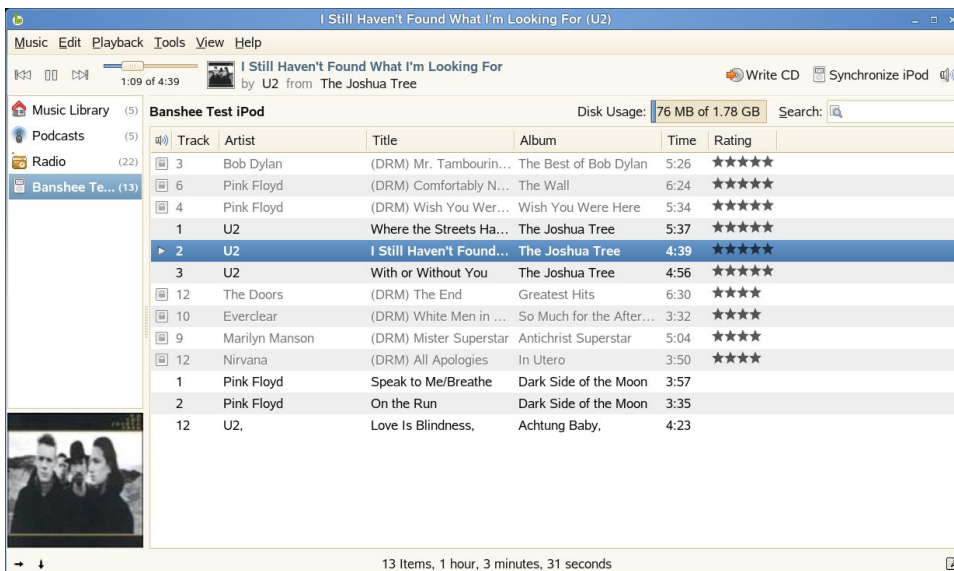 I Still Haven't Found What I'm Looking For (U2)
Music Edit Playback Tools View Help
1:09 of 4:39
I Still Haven't Found What I'm Looking For
by U2 from The Joshua Tree
Write CD Synchronize iPod
Music Library (5)
Podcasts (5)
Radio (22)
Banshee Te... (13)
Banshee Test iPod Disk Usage: 76 MB of 1.78 GB Search:
Track Artist Title Album Time Rating
3 Bob Dylan (DRM) Mr. Tambourin... The Best of Bob Dylan 5:26 ★★★★★
6 Pink Floyd (DRM) Comfortably N... The Wall 6:24 ★★★★★
4 Pink Floyd (DRM) Wish You Wer... Wish You Were Here 5:34 ★★★★★
1 U2 Where the Streets Ha... The Joshua Tree 5:37 ★★★★★
2 U2 I Still Haven't Found... The Joshua Tree 4:39 ★★★★★
3 U2 With or Without You The Joshua Tree 4:56 ★★★★★
12 The Doors (DRM) The End Greatest Hits 6:30 ★★★★
10 Everclear (DRM) White Men in ... So Much for the After... 3:32 ★★★★
9 Marilyn Manson (DRM) Mister Superstar Antichrist Superstar 5:04 ★★★★
12 Nirvana (DRM) All Apologies In Utero 3:50 ★★★★
1 Pink Floyd Speak to Me/Breathe Dark Side of the Moon 3:57
2 Pink Floyd On the Run Dark Side of the Moon 3:35
12 U2, Love Is Blindness, Achtung Baby, 4:23
13 Items, 1 hour, 3 minutes, 31 seconds